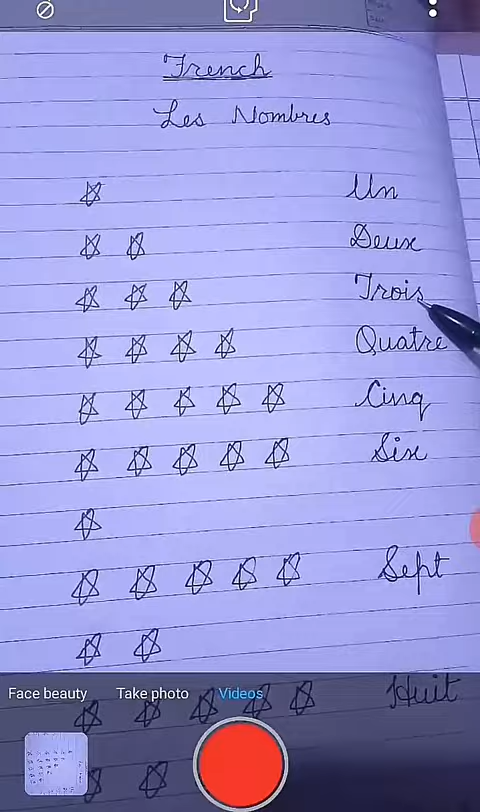 French
Les Nombres
Un
Deux
Trois
Quatre
Cinq
Six
Sept
Huit
Face beauty Take photo Videos